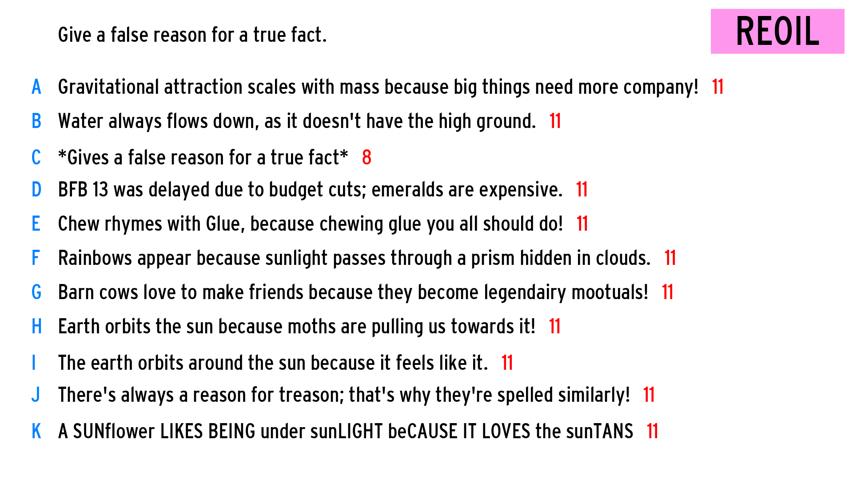 Give a false reason for a true fact.
REOIL
A Gravitational attraction scales with mass because big things need more company! 11
B Water always flows down, as it doesn't have the high ground. 11
C *Gives a false reason for a true fact* 8
D BFB 13 was delayed due to budget cuts; emeralds are expensive. 11
E Chew rhymes with Glue, because chewing glue you all should do! 11
F Rainbows appear because sunlight passes through a prism hidden in clouds. 11
G Barn cows love to make friends because they become legendairy mootuals! 11
H Earth orbits the sun because moths are pulling us towards it! 11
I The earth orbits around the sun because it feels like it. 11
J There's always a reason for treason; that's why they're spelled similarly! 11
K A SUNflower LIKES BEING under sunLIGHT beCAUSE IT LOVES the sunTANS 11